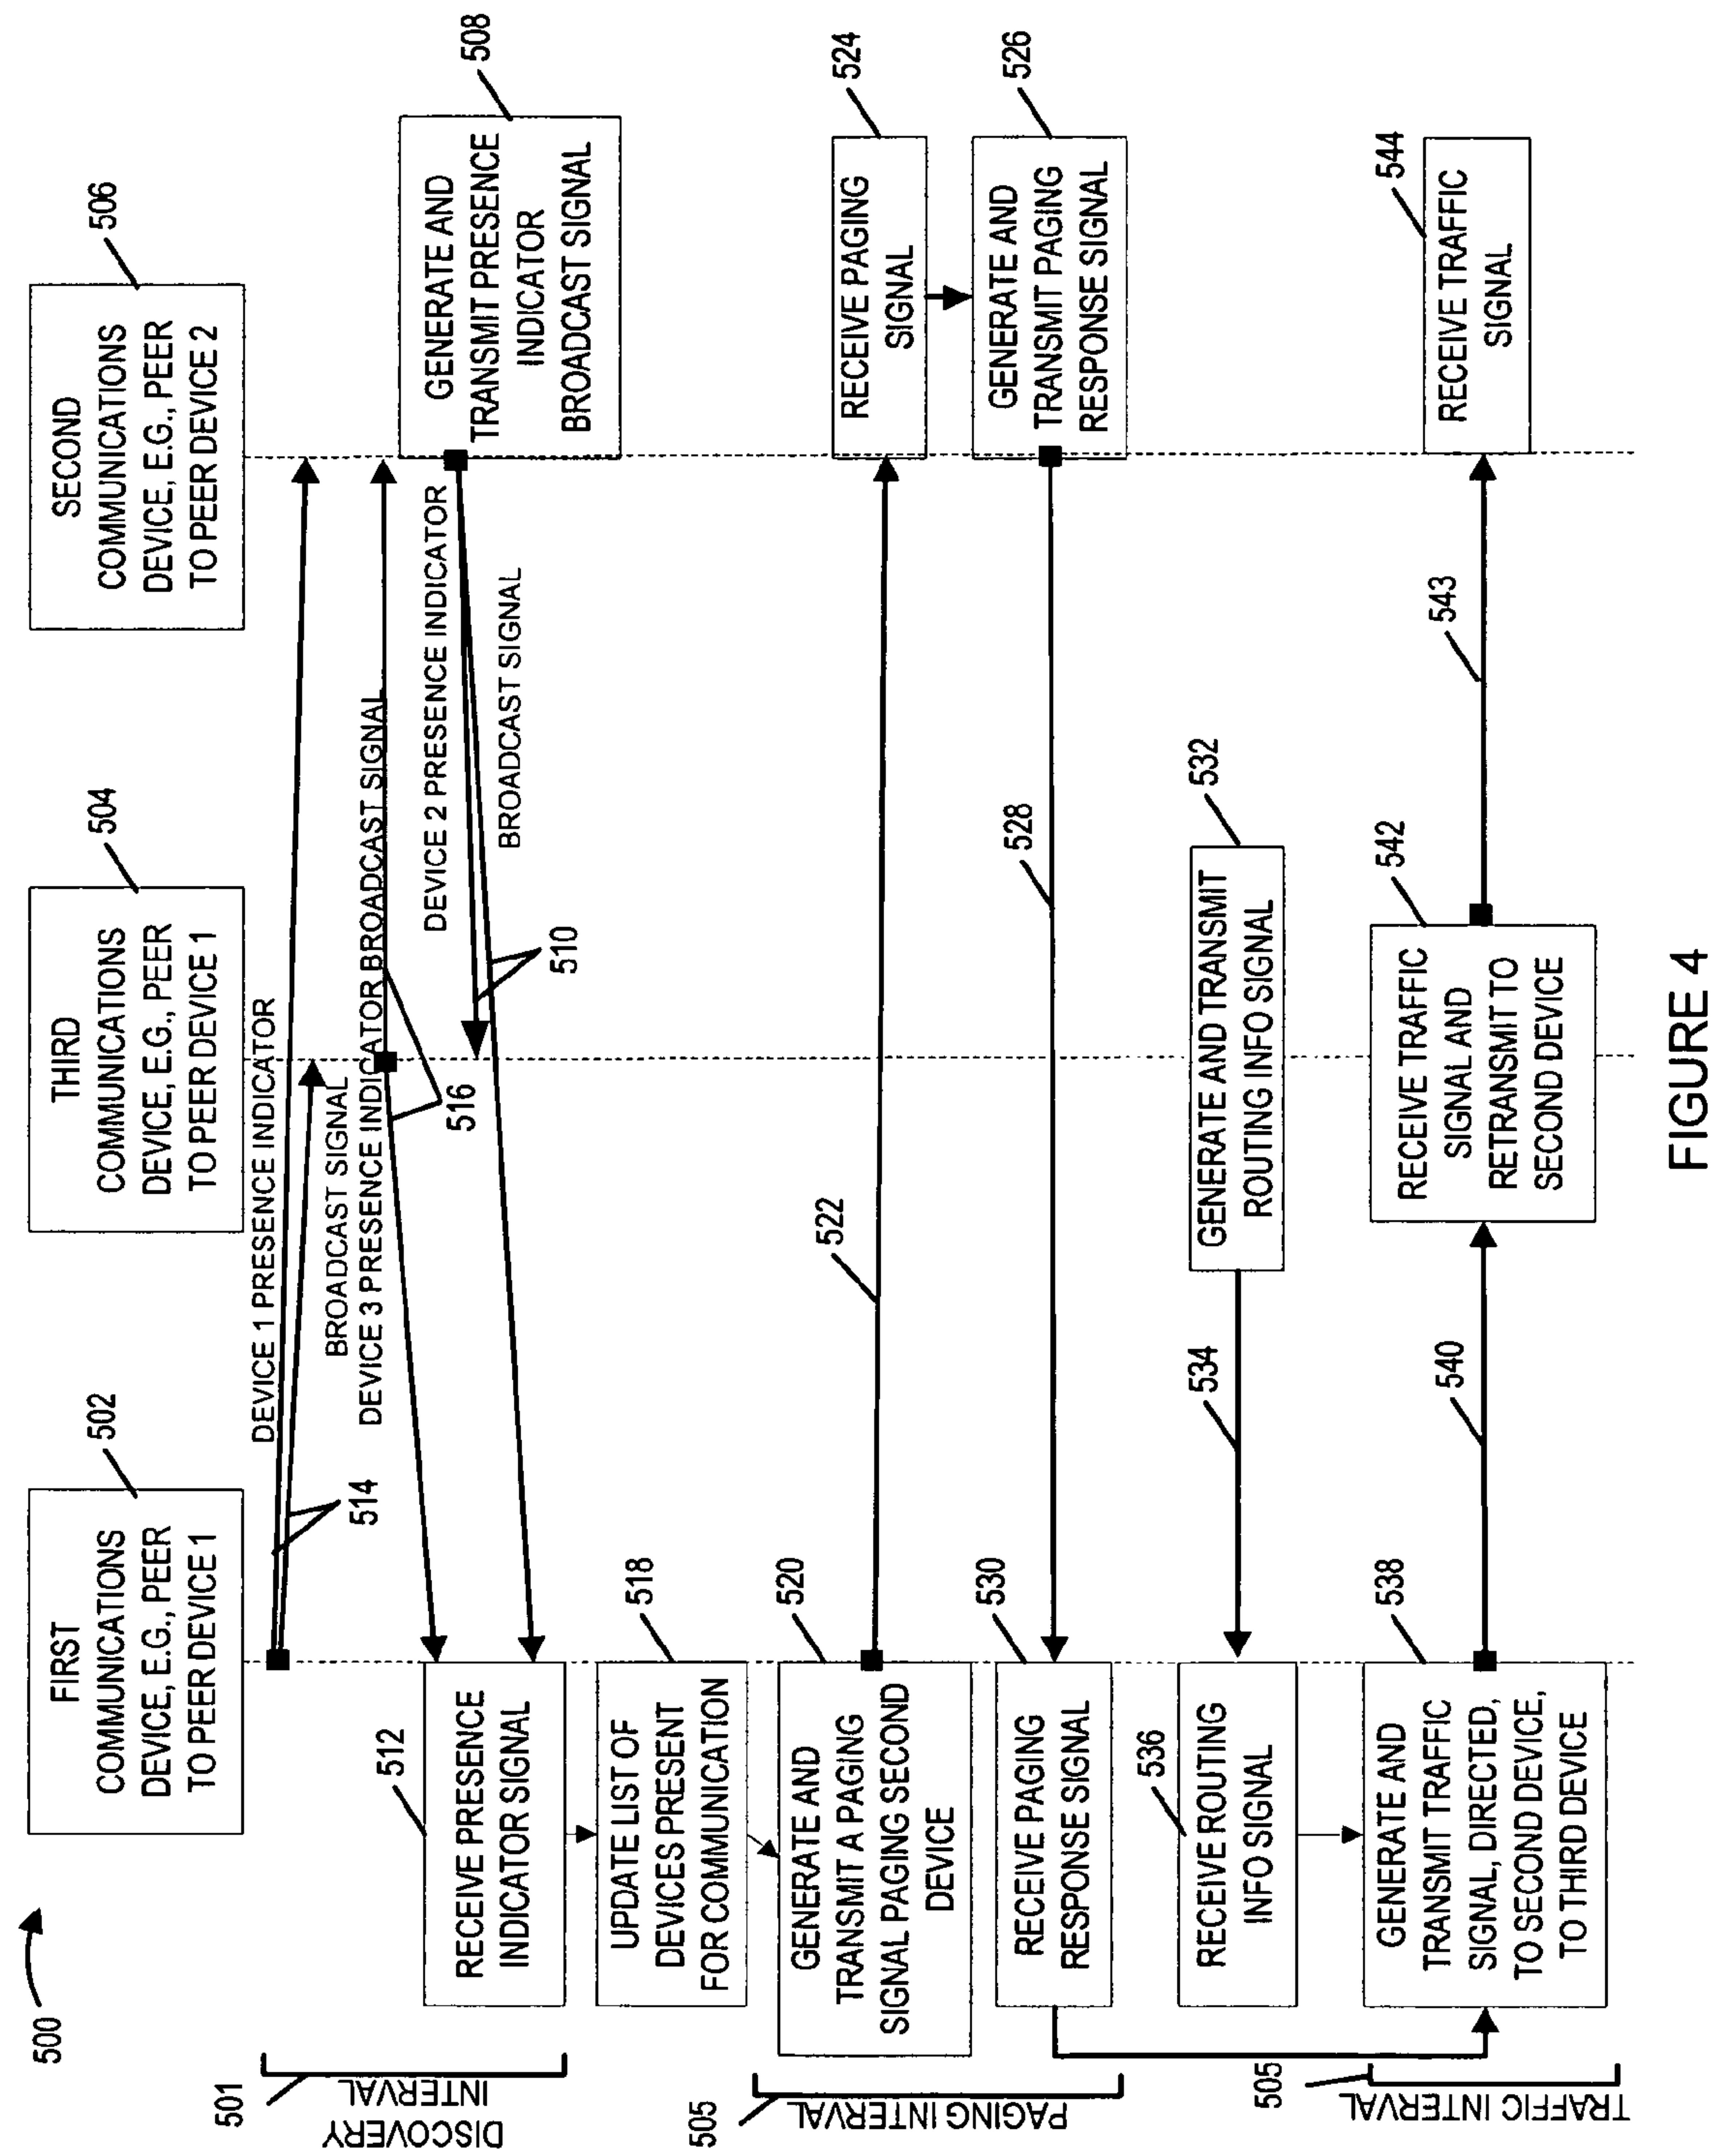 500
FIRST
COMMUNICATIONS
DEVICE, E.G., PEER
TO PEER DEVICE 1
502
THIRD
COMMUNICATIONS
DEVICE, E.G., PEER
TO PEER DEVICE 1
504
SECOND
COMMUNICATIONS
DEVICE, E.G., PEER
TO PEER DEVICE 2
506
501
DISCOVERY
INTERVAL
514
DEVICE 1 PRESENCE INDICATOR
BROADCAST SIGNAL
DEVICE 3 PRESENCE INDICATOR BROADCAST SIGNAL
516
GENERATE AND
TRANSMIT PRESENCE
INDICATOR
BROADCAST SIGNAL
508
DEVICE 2 PRESENCE INDICATOR
BROADCAST SIGNAL
510
512
RECEIVE PRESENCE
INDICATOR SIGNAL
UPDATE LIST OF
DEVICES PRESENT
FOR COMMUNICATION
518
505
PAGING INTERVAL
GENERATE AND
TRANSMIT A PAGING
SIGNAL PAGING SECOND
DEVICE
520
522
RECEIVE PAGING
SIGNAL
524
GENERATE AND
TRANSMIT PAGING
RESPONSE SIGNAL
526
528
RECEIVE PAGING
RESPONSE SIGNAL
530
GENERATE AND TRANSMIT
ROUTING INFO SIGNAL
532
534
536
RECEIVE ROUTING
INFO SIGNAL
505
TRAFFIC INTERVAL
GENERATE AND
TRANSMIT TRAFFIC
SIGNAL, DIRECTED,
TO SECOND DEVICE,
TO THIRD DEVICE
538
540
RECEIVE TRAFFIC
SIGNAL AND
RETRANSMIT TO
SECOND DEVICE
542
543
RECEIVE TRAFFIC
SIGNAL
544
FIGURE 4